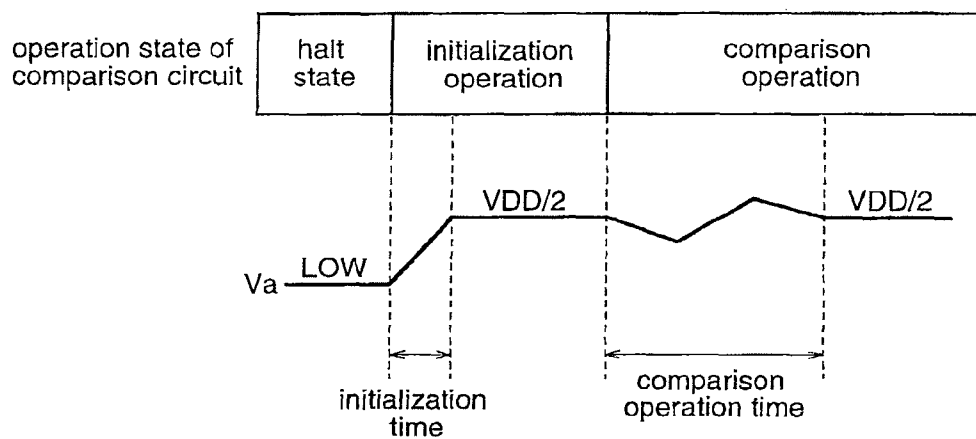 operation state of
comparison circuit
halt
state
initialization
operation
comparison
operation
VDD/2
VDD/2
LOW
Va
initialization
time
comparison
operation time